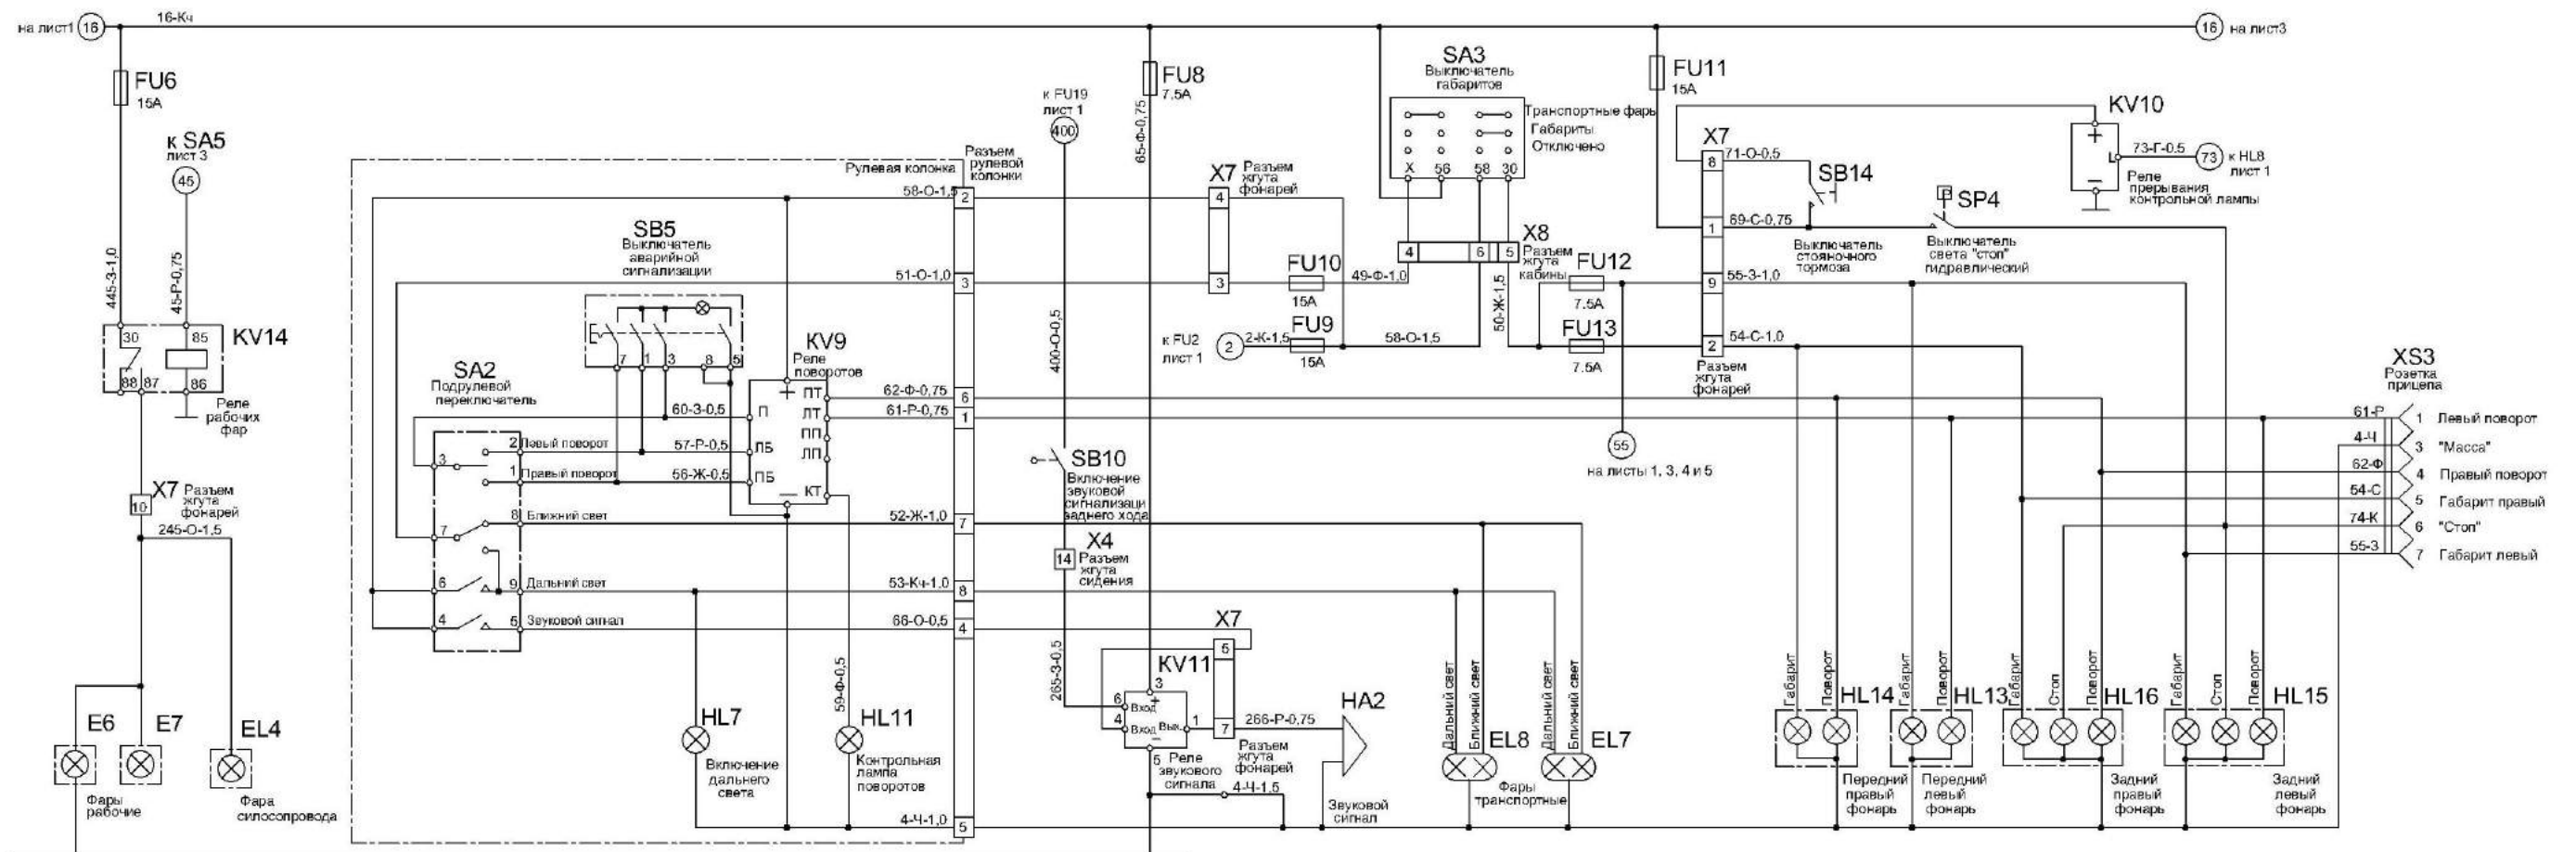 на лист1
16
16-Кч
16
на лист3
FU6
15А
к SA5
лист 3
45
445-З-1,0
45-Р-0,75
30
85
KV14
88
87
86
Реле
рабочих
фар
X7
Разъем
жгута
фонарей
10
245-О-1,5
E6
E7
EL4
Фары
рабочие
Фара
силосопровода
Рулевая колонка
Разъем
рулевой
колонки
58-О-1,5
2
SB5
Выключатель
аварийной
сигнализации
51-О-1,0
3
7
1
3
8
5
KV9
Реле
поворотов
SA2
Подрулевой
переключатель
+
ПТ
ЛТ
ПП
ЛП
КТ
П
ЛБ
ПБ
—
62-Ф-0,75
6
61-Р-0,75
1
60-З-0,5
57-Р-0,5
56-Ж-0,5
3
2
Левый поворот
1
Правый поворот
7
8
Ближний свет
6
9
Дальний свет
4
5
Звуковой сигнал
52-Ж-1,0
7
53-Кч-1.0
8
66-О-0,5
4
59-Ф-0,5
HL7
Включение
дальнего
света
HL11
Контрольная
лампа
поворотов
4-Ч-1,0
5
к FU19
лист 1
400
400-О-0,5
SB10
Включение
звуковой
сигнализаци
заднего хода
X4
14
Разъем
жгута
сидения
265-З-0,5
FU8
7.5А
65-Ф-0,75
X7
Разъем
жгута
фонарей
4
3
FU10
15А
49-Ф-1,0
к FU2
лист 1
2
2-К-1,5
FU9
15А
58-О-1,5
SA3
Выключатель
габаритов
Транспортные фары
Габариты
Отключено
X
56
58
30
4
6
5
X8
Разъем
жгута
кабины
50-Ж-1,5
FU12
7.5А
FU13
7.5А
X7
5
7
KV11
3
+
6
Вход
4
Вход
Вых.
1
—
5
Реле
звукового
сигнала
266-Р-0,75
Разъем
жгута
фонарей
4-Ч-1,5
HA2
Звуковой
сигнал
Дальний свет
Ближний свет
EL8
Дальний свет
Ближний свет
EL7
Фары
транспортные
FU11
15А
X7
8
71-О-0,5
1
69-С-0,75
9
55-З-1,0
2
54-С-1.0
Разъем
жгута
фонарей
SB14
Выключатель
стояночного
тормоза
P
SP4
Выключатель
света "стоп"
гидравлический
KV10
+
L
—
73-Г-0.5
73
к HL8
лист 1
Реле
прерывания
контрольной лампы
55
на листы 1, 3, 4 и 5
XS3
Розетка
прицепа
61-Р
1
Левый поворот
4-Ч
3
"Масса"
62-Ф
4
Правый поворот
54-С
5
Габарит правый
74-К
6
"Стоп"
55-З
7
Габарит левый
Габарит
Поворот
HL14
Габарит
Поворот
HL13
Габарит
Стоп
Поворот
HL16
Габарит
Стоп
Поворот
HL15
Передний
правый
фонарь
Передний
левый
фонарь
Задний
правый
фонарь
Задний
левый
фонарь